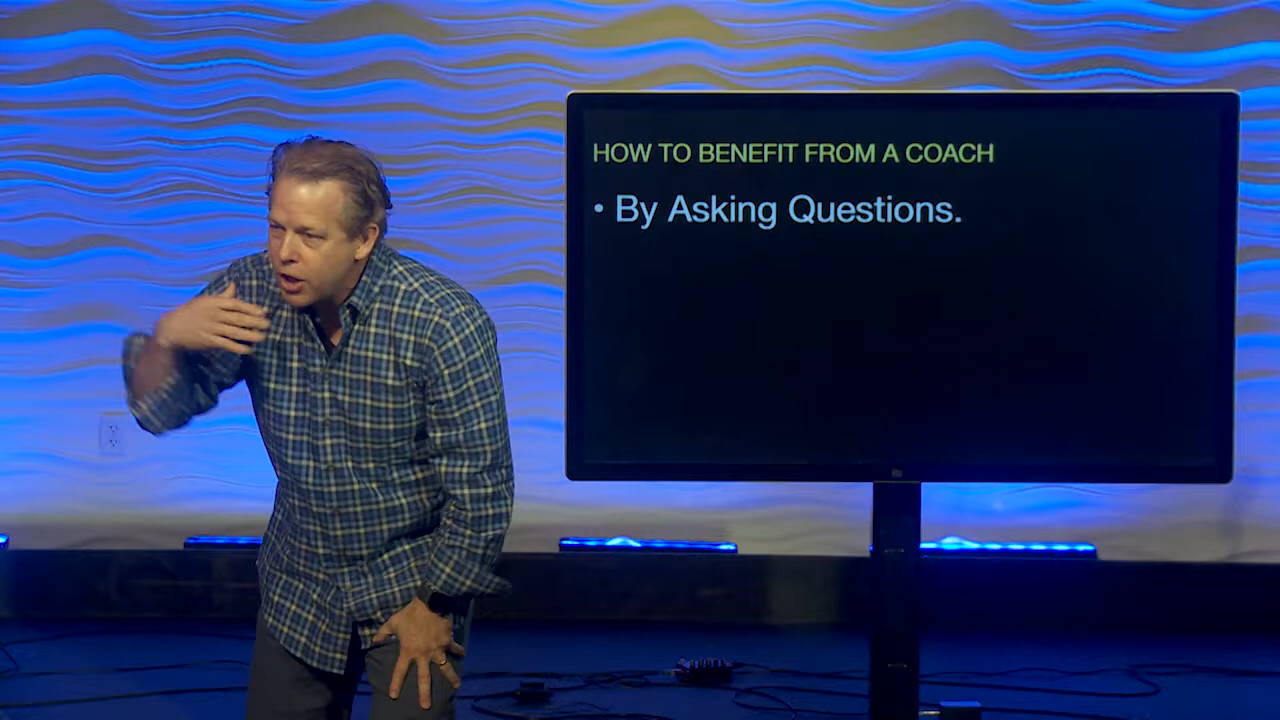 HOW TO BENEFIT FROM A COACH
• By Asking Questions.